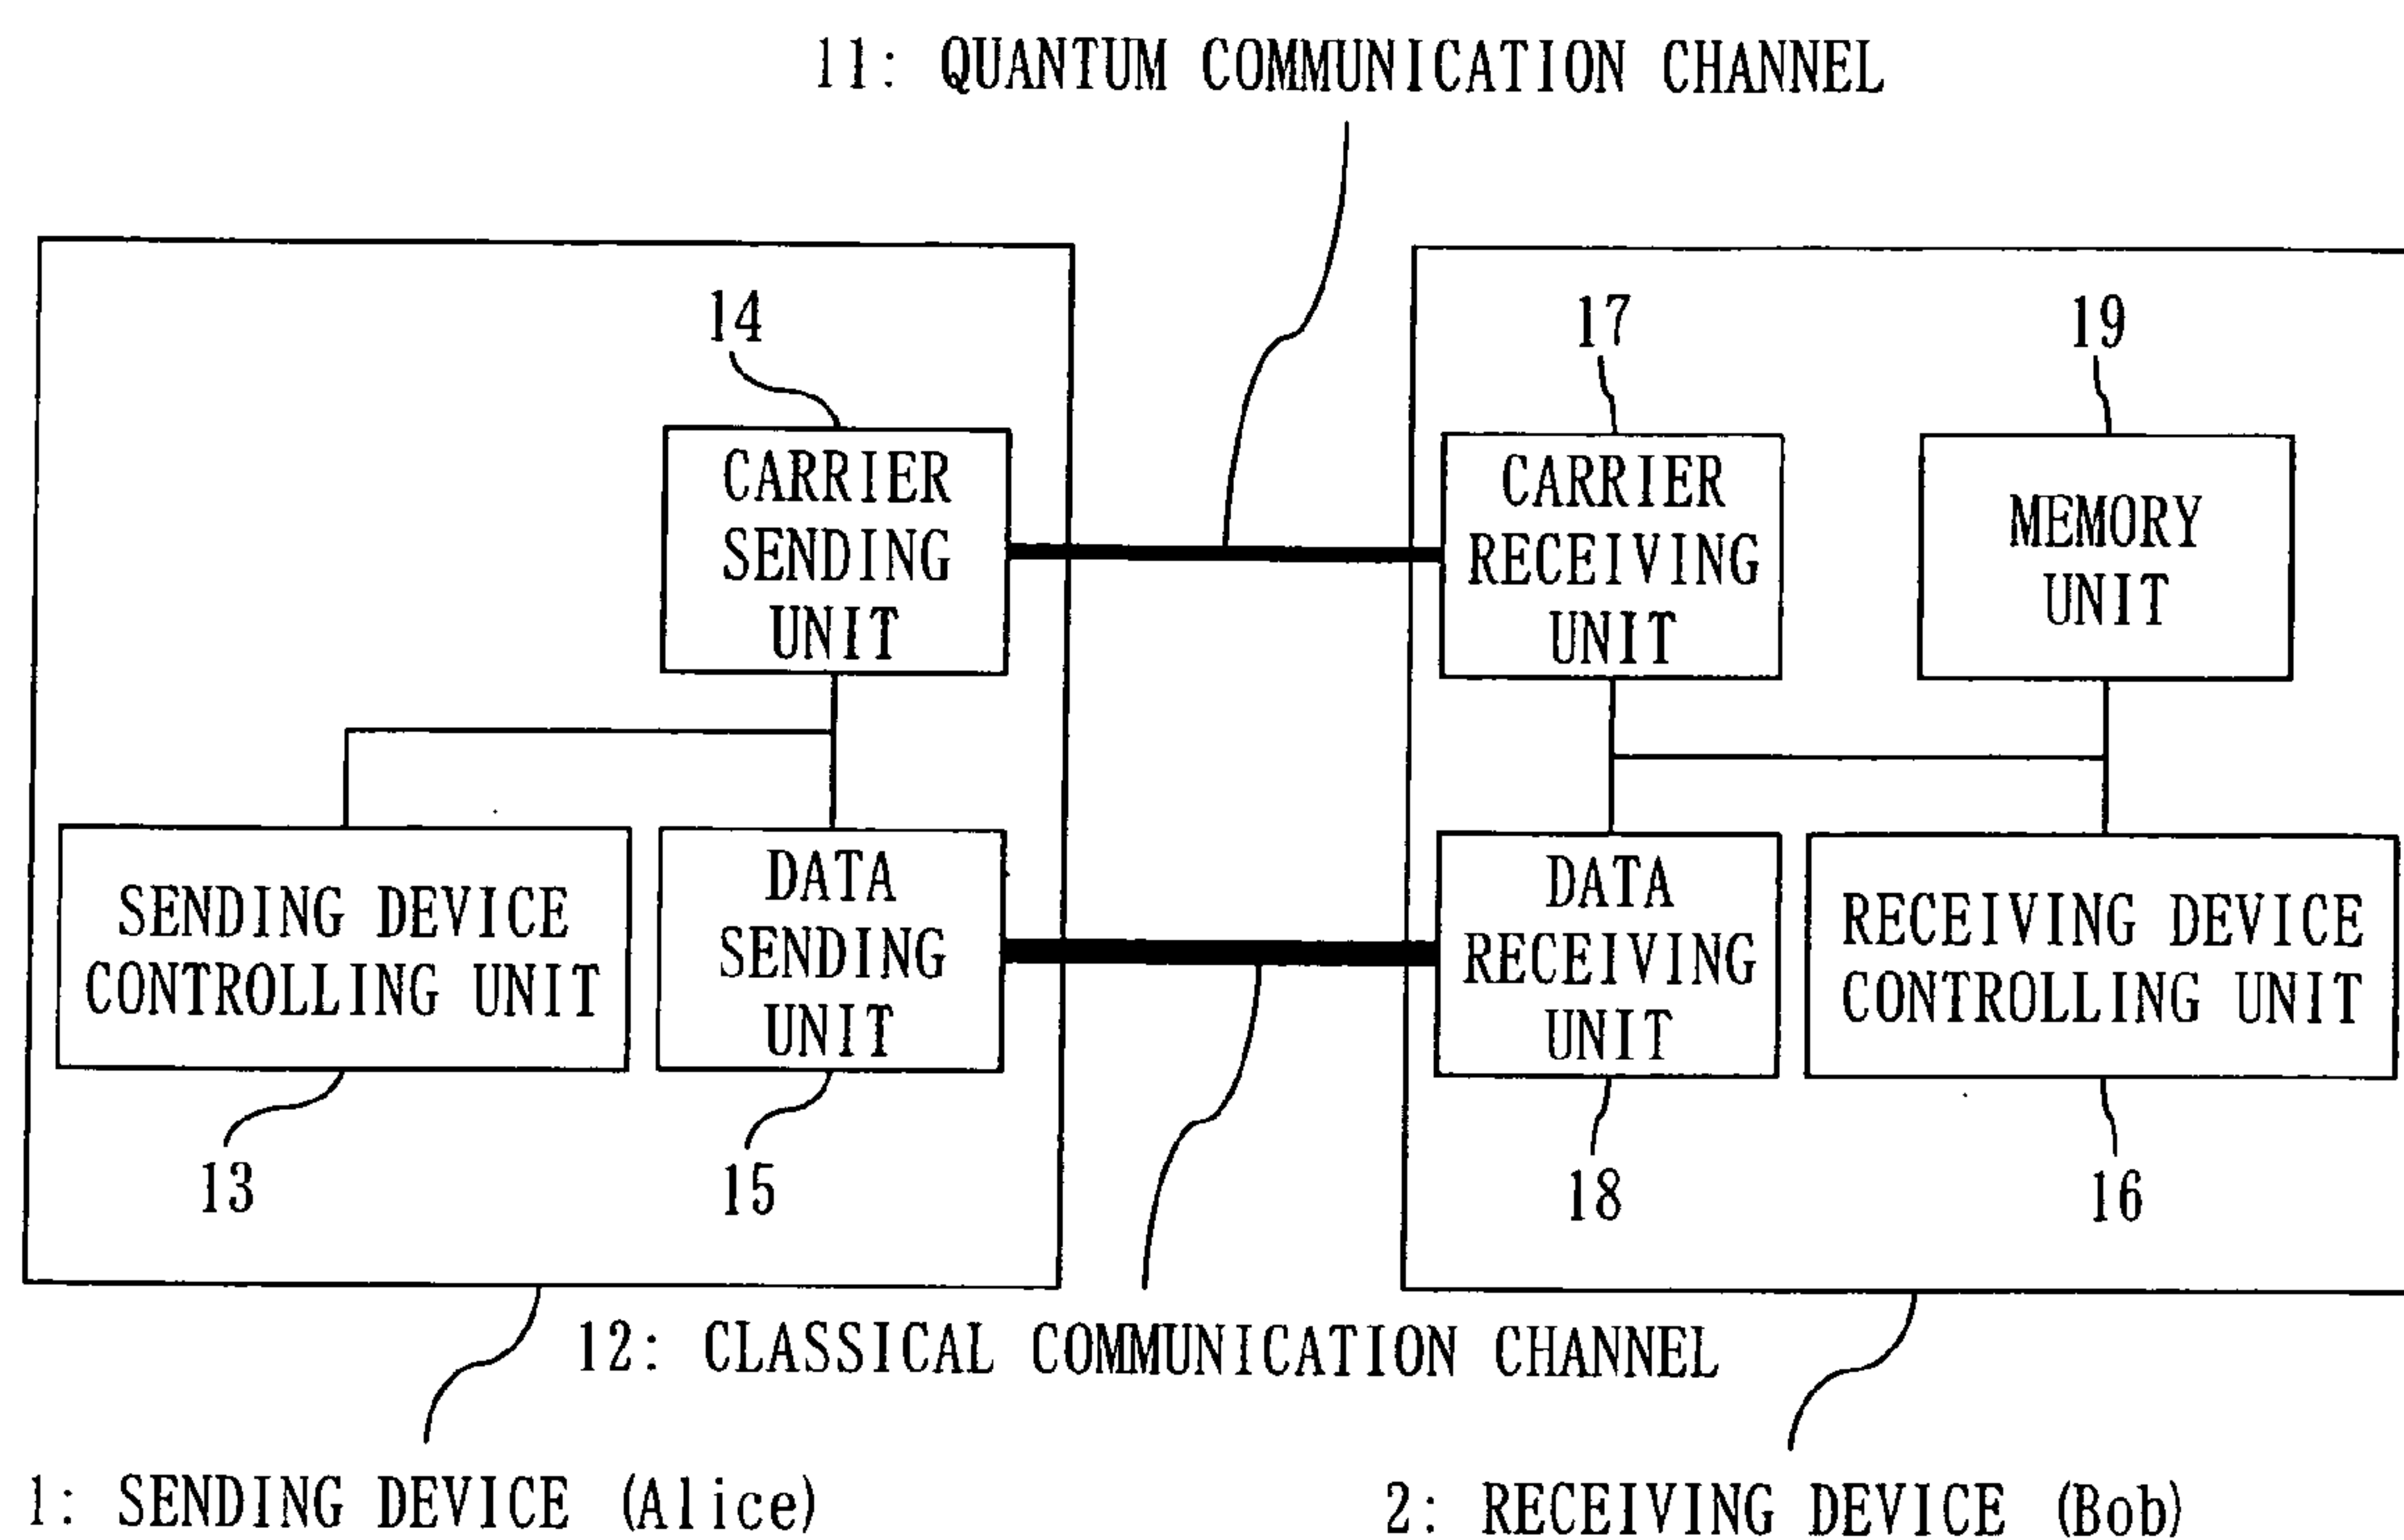 11: QUANTUM COMMUNICATION CHANNEL
14
17
19
CARRIER
SENDING
UNIT
CARRIER
RECEIVING
UNIT
MEMORY
UNIT
SENDING DEVICE
CONTROLLING UNIT
DATA
SENDING
UNIT
DATA
RECEIVING
UNIT
RECEIVING DEVICE
CONTROLLING UNIT
13
15
18
16
12: CLASSICAL COMMUNICATION CHANNEL
1: SENDING DEVICE (Alice)
2: RECEIVING DEVICE (Bob)